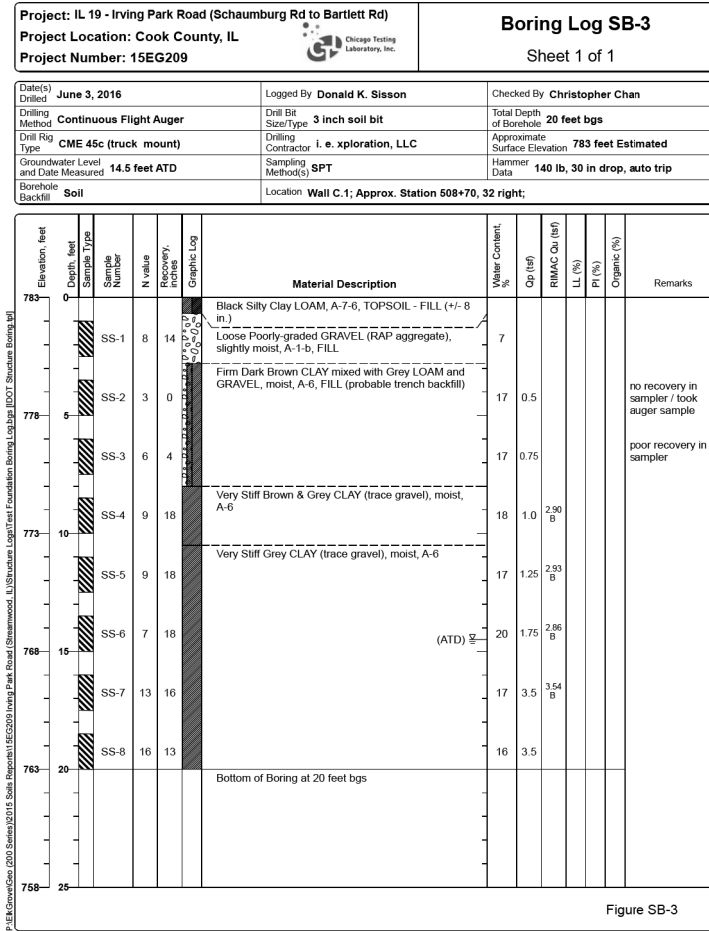 Project: IL 19 - Irving Park Road (Schaumburg Rd to Bartlett Rd)
Project Location: Cook County, IL
Project Number: 15EG209
Chicago Testing
Laboratory, Inc.
Boring Log SB-3
Sheet 1 of 1
Date(s) Drilled June 3, 2016
Logged By Donald K. Sisson
Checked By Christopher Chan
Drilling Method Continuous Flight Auger
Drill Bit Size/Type 3 inch soil bit
Total Depth of Borehole 20 feet bgs
Drill Rig Type CME 45c (truck mount)
Drilling Contractor i. e. xploration, LLC
Approximate Surface Elevation 783 feet Estimated
Groundwater Level and Date Measured 14.5 feet ATD
Sampling Method(s) SPT
Hammer Data 140 lb, 30 in drop, auto trip
Borehole Backfill Soil
Location Wall C.1; Approx. Station 508+70, 32 right;
Elevation, feet
Depth, feet
Sample Type
Sample Number
N value
Recovery, inches
Graphic Log
Material Description
Water Content, %
Qp (tsf)
RIMAC Qu (tsf)
LL (%)
PI (%)
Organic (%)
Remarks
783 0
Black Silty Clay LOAM, A-7-6, TOPSOIL - FILL (+/- 8
in.)
SS-1 8 14
Loose Poorly-graded GRAVEL (RAP aggregate),
slightly moist, A-1-b, FILL
7
Firm Dark Brown CLAY mixed with Grey LOAM and
GRAVEL, moist, A-6, FILL (probable trench backfill)
SS-2 3 0 17 0.5
no recovery in
sampler / took
auger sample
778 5
SS-3 6 4 17 0.75
poor recovery in
sampler
Very Stiff Brown & Grey CLAY (trace gravel), moist,
A-6
SS-4 9 18 18 1.0 2.90 B
773 10
Very Stiff Grey CLAY (trace gravel), moist, A-6
SS-5 9 18 17 1.25 2.93 B
SS-6 7 18 (ATD) 20 1.75 2.86 B
768 15
SS-7 13 16 17 3.5 3.54 B
SS-8 16 13 16 3.5
763 20
Bottom of Boring at 20 feet bgs
758 25
Figure SB-3
P:\ElkGrove\Geo (200 Series)\2015 Soils Reports\15EG209 Irving Park Road (Streamwood, IL)\Structure Logs\Test Foundation Boring Log.bgs [IDOT Structure Boring.tpl]